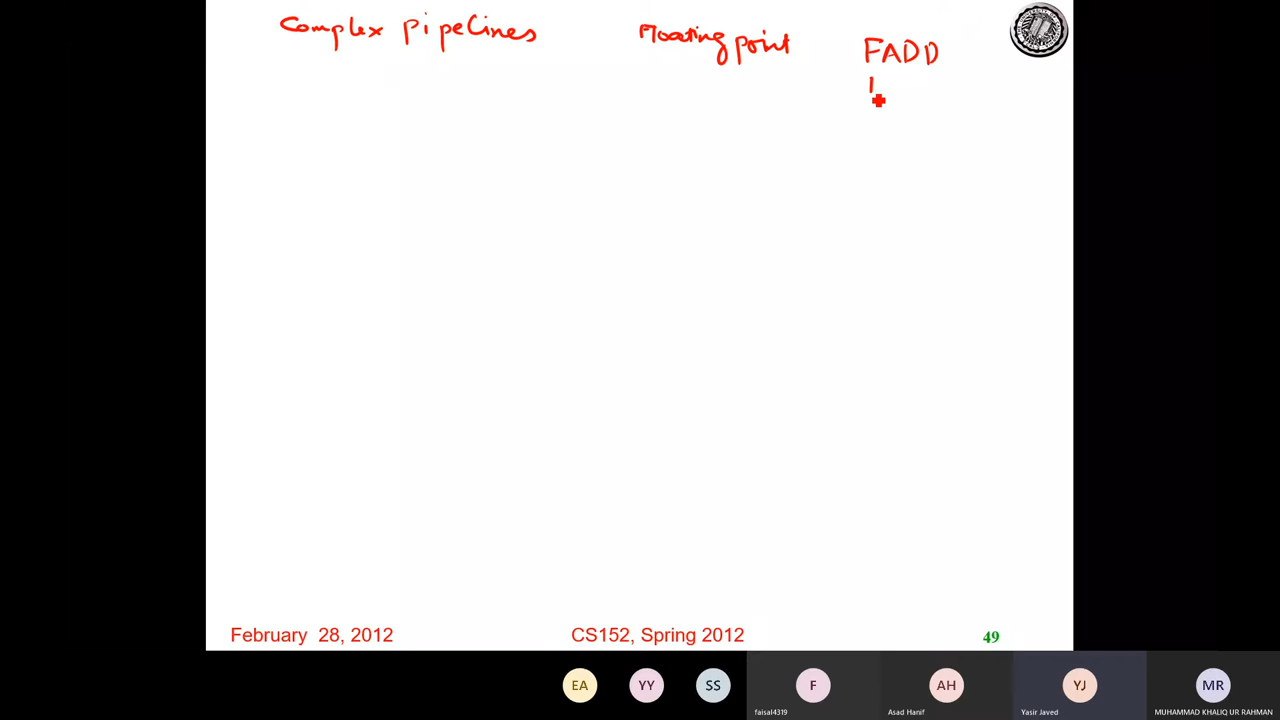 Complex pipelines Floating point FADD
February 28, 2012 CS152, Spring 2012 49
EA YY SS F AH YJ MR
faisal4319 Asad Hanif Yasir Javed MUHAMMAD KHALIQ UR RAHMAN